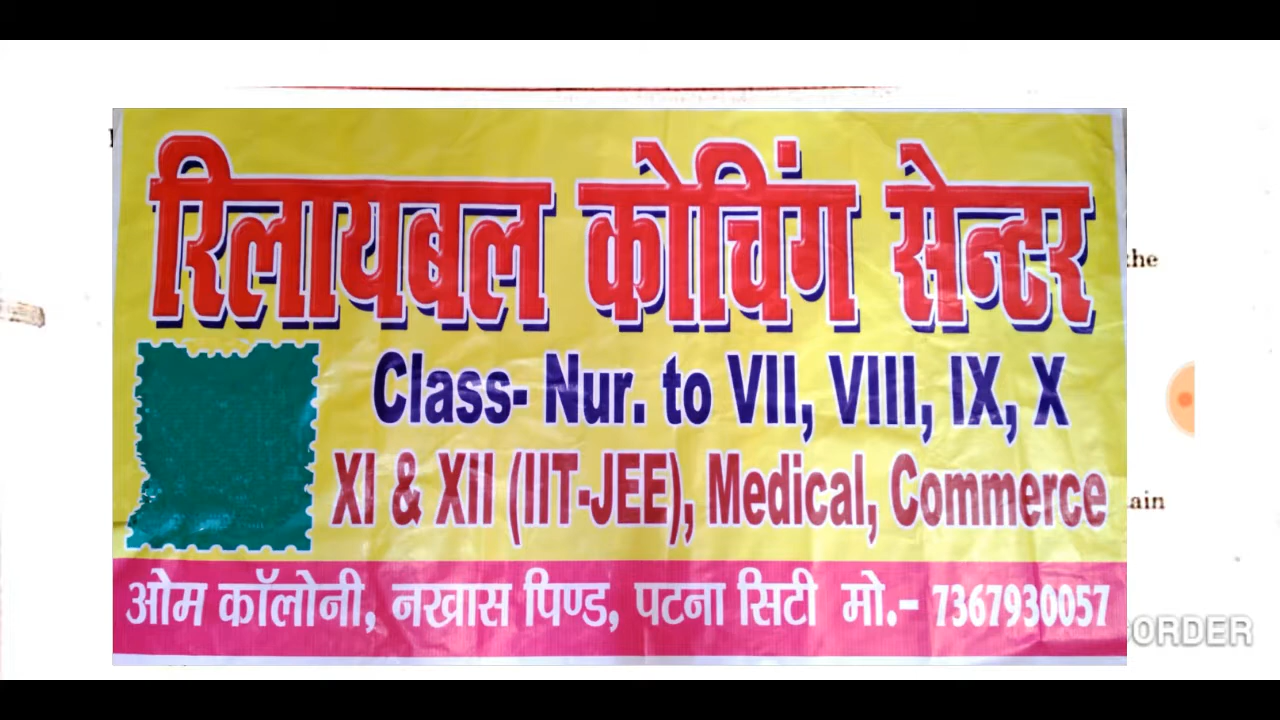 रिलायबल कोचिंग सेन्टर
Class- Nur. to VII, VIII, IX, X
XI & XII (IIT-JEE), Medical, Commerce
ओम कॉलोनी, नखास पिण्ड, पटना सिटी मो.- 7367930057
the
ain
ORDER